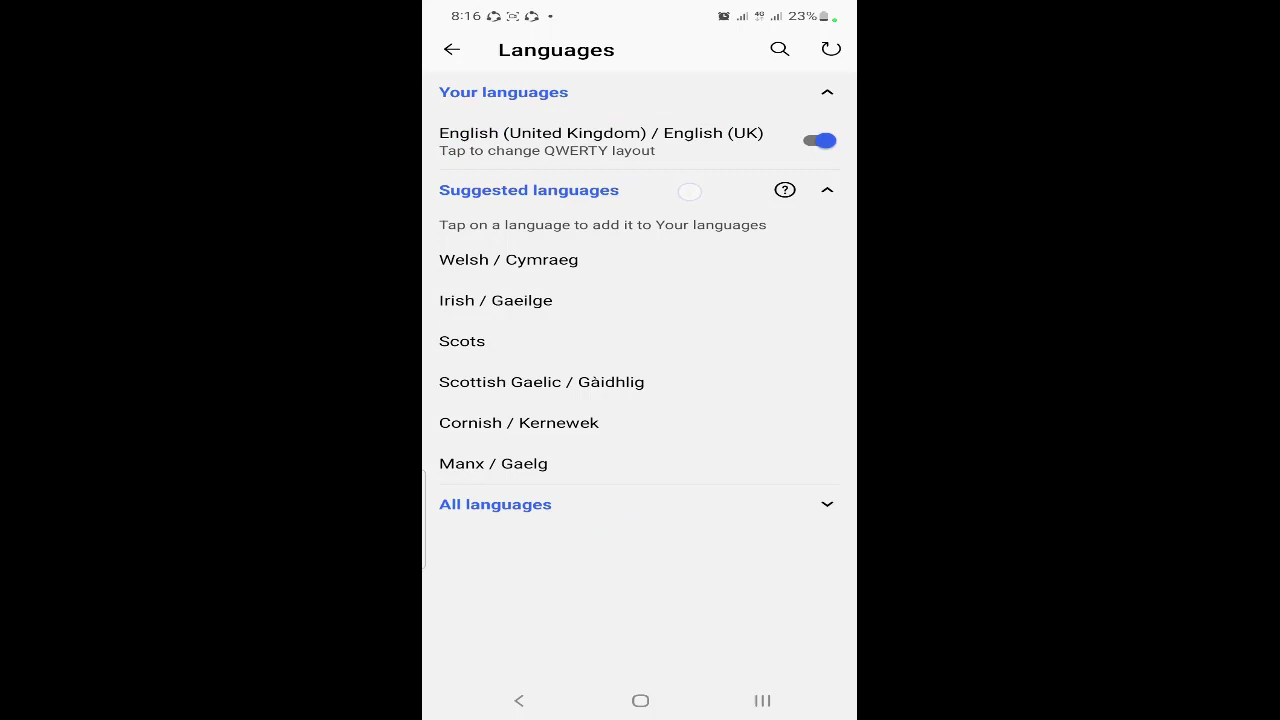 8:16 4G 23%
Languages
Your languages
English (United Kingdom) / English (UK)
Tap to change QWERTY layout
Suggested languages ?
Tap on a language to add it to Your languages
Welsh / Cymraeg
Irish / Gaeilge
Scots
Scottish Gaelic / Gàidhlig
Cornish / Kernewek
Manx / Gaelg
All languages